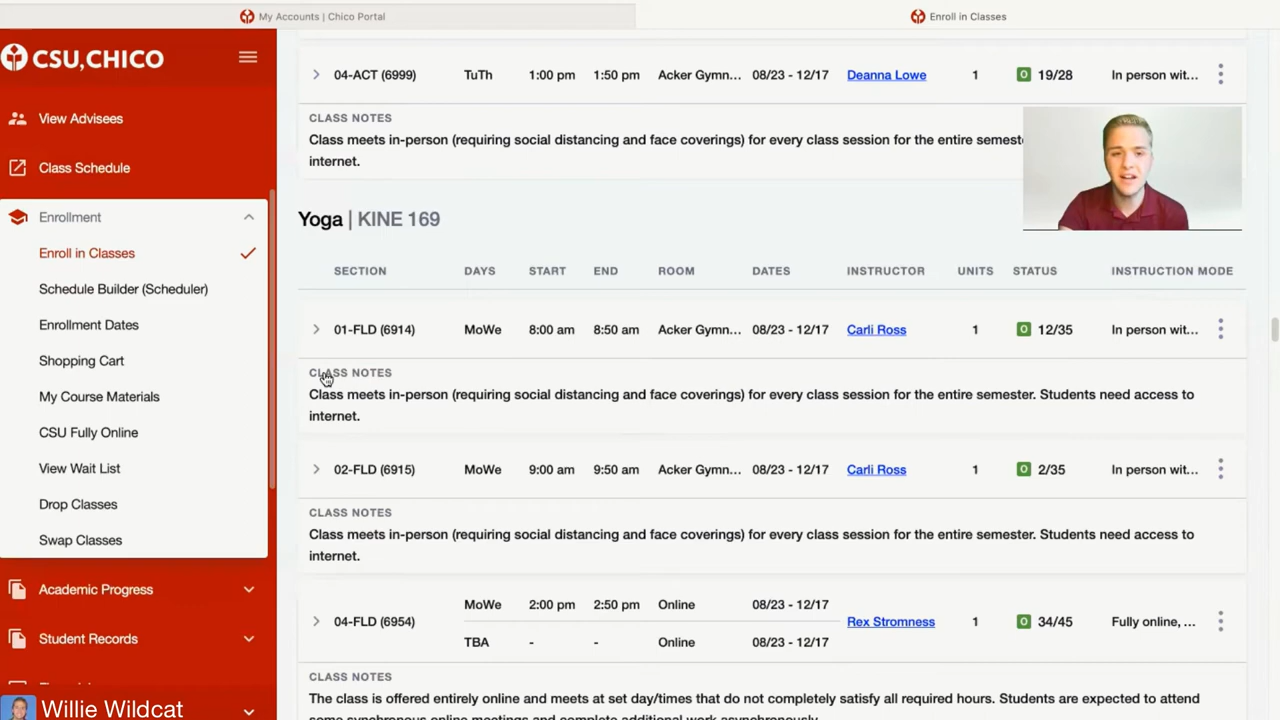 My Accounts | Chico Portal
Enroll in Classes
CSU, CHICO
View Advisees
Class Schedule
Enrollment
Enroll in Classes
Schedule Builder (Scheduler)
Enrollment Dates
Shopping Cart
My Course Materials
CSU Fully Online
View Wait List
Drop Classes
Swap Classes
Academic Progress
Student Records
Willie Wildcat
04-ACT (6999) TuTh 1:00 pm 1:50 pm Acker Gymn... 08/23 - 12/17 Deanna Lowe 1 O 19/28 In person wit...
CLASS NOTES
Class meets in-person (requiring social distancing and face coverings) for every class session for the entire semeste
internet.
Yoga | KINE 169
SECTION DAYS START END ROOM DATES INSTRUCTOR UNITS STATUS INSTRUCTION MODE
01-FLD (6914) MoWe 8:00 am 8:50 am Acker Gymn... 08/23 - 12/17 Carli Ross 1 O 12/35 In person wit...
CLASS NOTES
Class meets in-person (requiring social distancing and face coverings) for every class session for the entire semester. Students need access to
internet.
02-FLD (6915) MoWe 9:00 am 9:50 am Acker Gymn... 08/23 - 12/17 Carli Ross 1 O 2/35 In person wit...
CLASS NOTES
Class meets in-person (requiring social distancing and face coverings) for every class session for the entire semester. Students need access to
internet.
MoWe 2:00 pm 2:50 pm Online 08/23 - 12/17
04-FLD (6954) Rex Stromness 1 O 34/45 Fully online, ...
TBA - - Online 08/23 - 12/17
CLASS NOTES
The class is offered entirely online and meets at set day/times that do not completely satisfy all required hours. Students are expected to attend
some synchronous online meetings and complete additional work asynchronously.